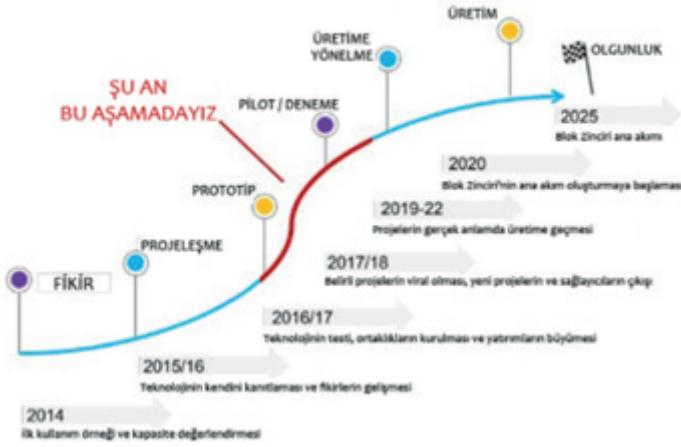 ÜRETİM
OLGUNLUK
ÜRETİME
YÖNELME
ŞU AN
BU AŞAMADAYIZ
PİLOT / DENEME
PROTOTİP
PROJELEŞME
FİKİR
2025
Blok Zinciri ana akımı
2020
Blok Zinciri'nin ana akım oluşturmaya başlaması
2019-22
Projelerin gerçek anlamda üretime geçmesi
2017/18
Belirli projelerin viral olması, yeni projelerin ve sağlayıcıların çıkışı
2016/17
Teknolojinin testi, ortaklıkların kurulması ve yatırımların büyümesi
2015/16
Teknolojinin kendini kanıtlaması ve fikirlerin gelişmesi
2014
İlk kullanım örneği ve kapasite değerlendirmesi